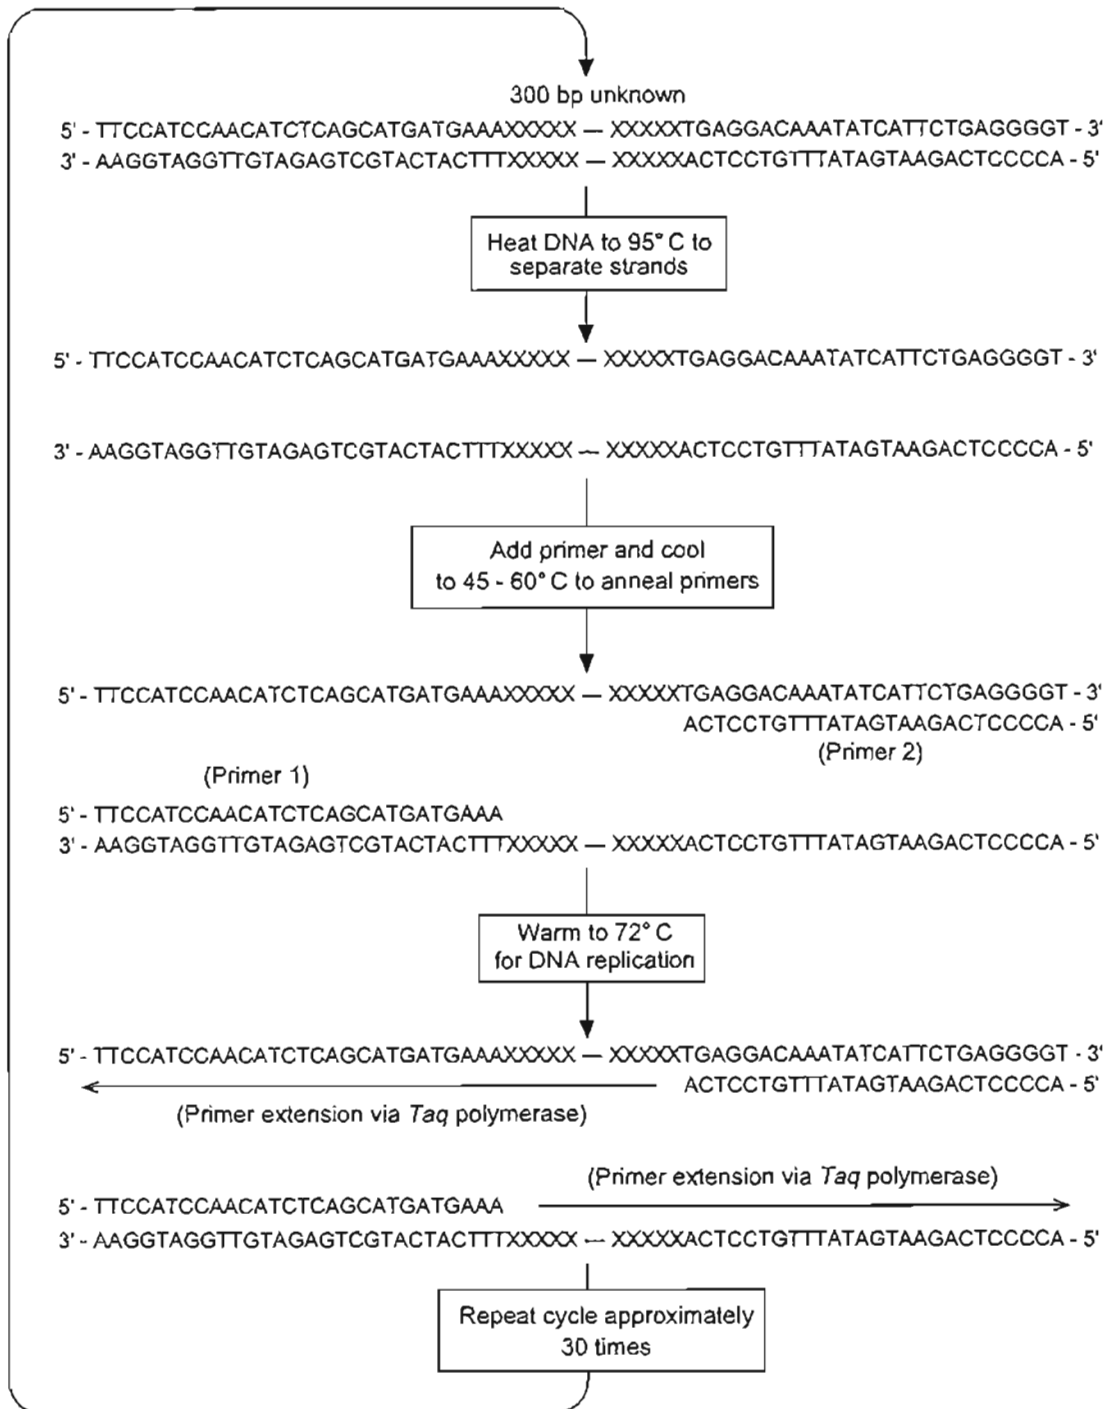 300 bp unknown
5' - TTCCATCCAACATCTCAGCATGATGAAAXXXXX — XXXXXTGAGGACAAATATCATTCTGAGGGGT - 3'
3' - AAGGTAGGTTGTAGAGTCGTACTACTTTXXXXX — XXXXXACTCCTGTTTATAGTAAGACTCCCCA - 5'
Heat DNA to 95° C to
separate strands
5' - TTCCATCCAACATCTCAGCATGATGAAAXXXXX — XXXXXTGAGGACAAATATCATTCTGAGGGGT - 3'
3' - AAGGTAGGTTGTAGAGTCGTACTACTTTXXXXX — XXXXXACTCCTGTTTATAGTAAGACTCCCCA - 5'
Add primer and cool
to 45 - 60° C to anneal primers
5' - TTCCATCCAACATCTCAGCATGATGAAAXXXXX — XXXXXTGAGGACAAATATCATTCTGAGGGGT - 3'
ACTCCTGTTTATAGTAAGACTCCCCA - 5'
(Primer 2)
(Primer 1)
5' - TTCCATCCAACATCTCAGCATGATGAAA
3' - AAGGTAGGTTGTAGAGTCGTACTACTTTXXXXX — XXXXXACTCCTGTTTATAGTAAGACTCCCCA - 5'
Warm to 72° C
for DNA replication
5' - TTCCATCCAACATCTCAGCATGATGAAAXXXXX — XXXXXTGAGGACAAATATCATTCTGAGGGGT - 3'
ACTCCTGTTTATAGTAAGACTCCCCA - 5'
(Primer extension via Taq polymerase)
(Primer extension via Taq polymerase)
5' - TTCCATCCAACATCTCAGCATGATGAAA
3' - AAGGTAGGTTGTAGAGTCGTACTACTTTXXXXX — XXXXXACTCCTGTTTATAGTAAGACTCCCCA - 5'
Repeat cycle approximately
30 times